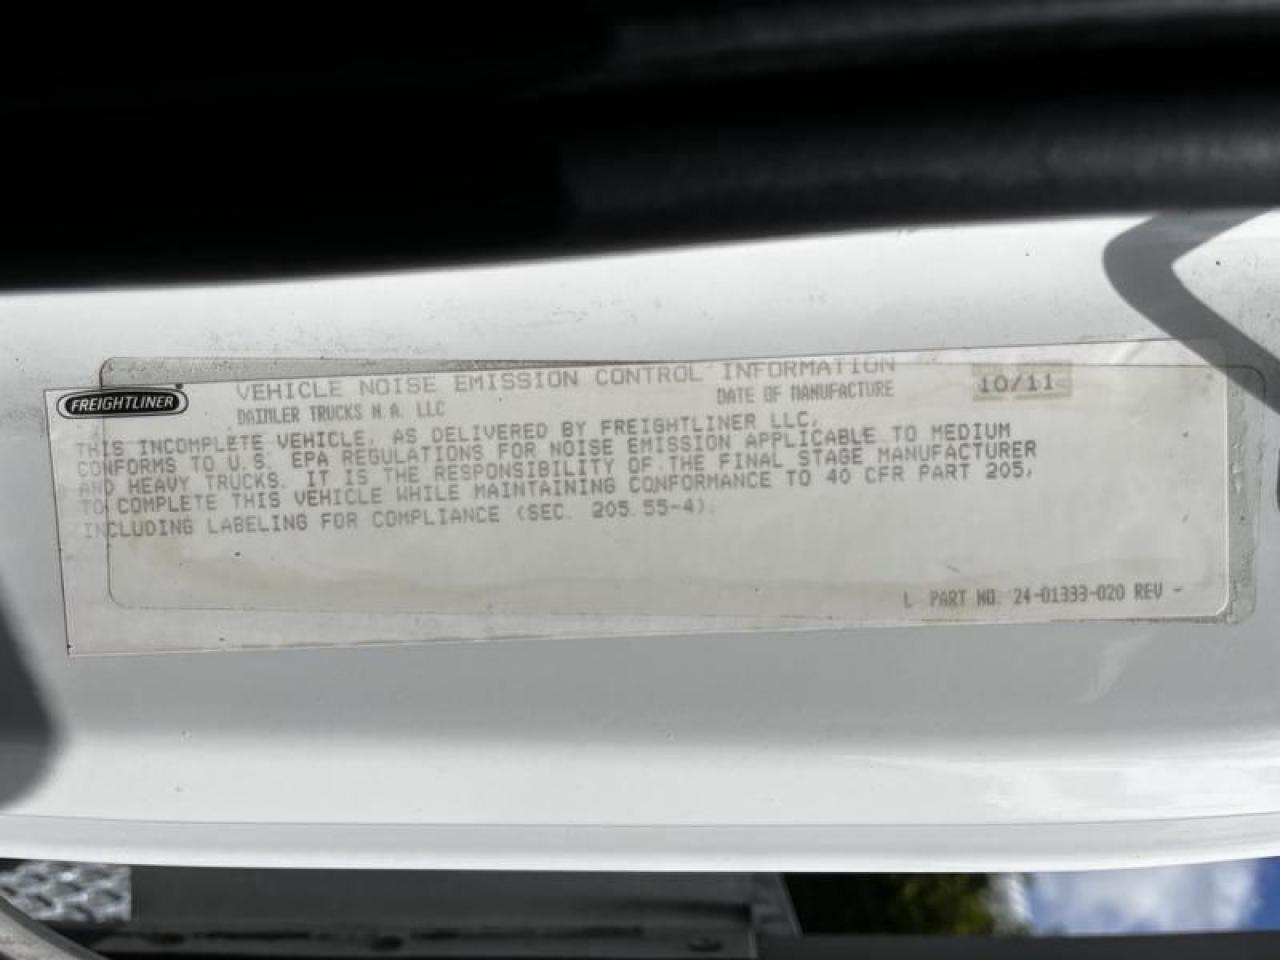 FREIGHTLINER
VEHICLE NOISE EMISSION CONTROL INFORMATION
DAIMLER TRUCKS N.A. LLC DATE OF MANUFACTURE 10/11
THIS INCOMPLETE VEHICLE, AS DELIVERED BY FREIGHTLINER LLC,
CONFORMS TO U.S. EPA REGULATIONS FOR NOISE EMISSION APPLICABLE TO MEDIUM
AND HEAVY TRUCKS. IT IS THE RESPONSIBILITY OF THE FINAL STAGE MANUFACTURER
TO COMPLETE THIS VEHICLE WHILE MAINTAINING CONFORMANCE TO 40 CFR PART 205,
INCLUDING LABELING FOR COMPLIANCE (SEC. 205.55-4).
L PART NO. 24-01333-020 REV -